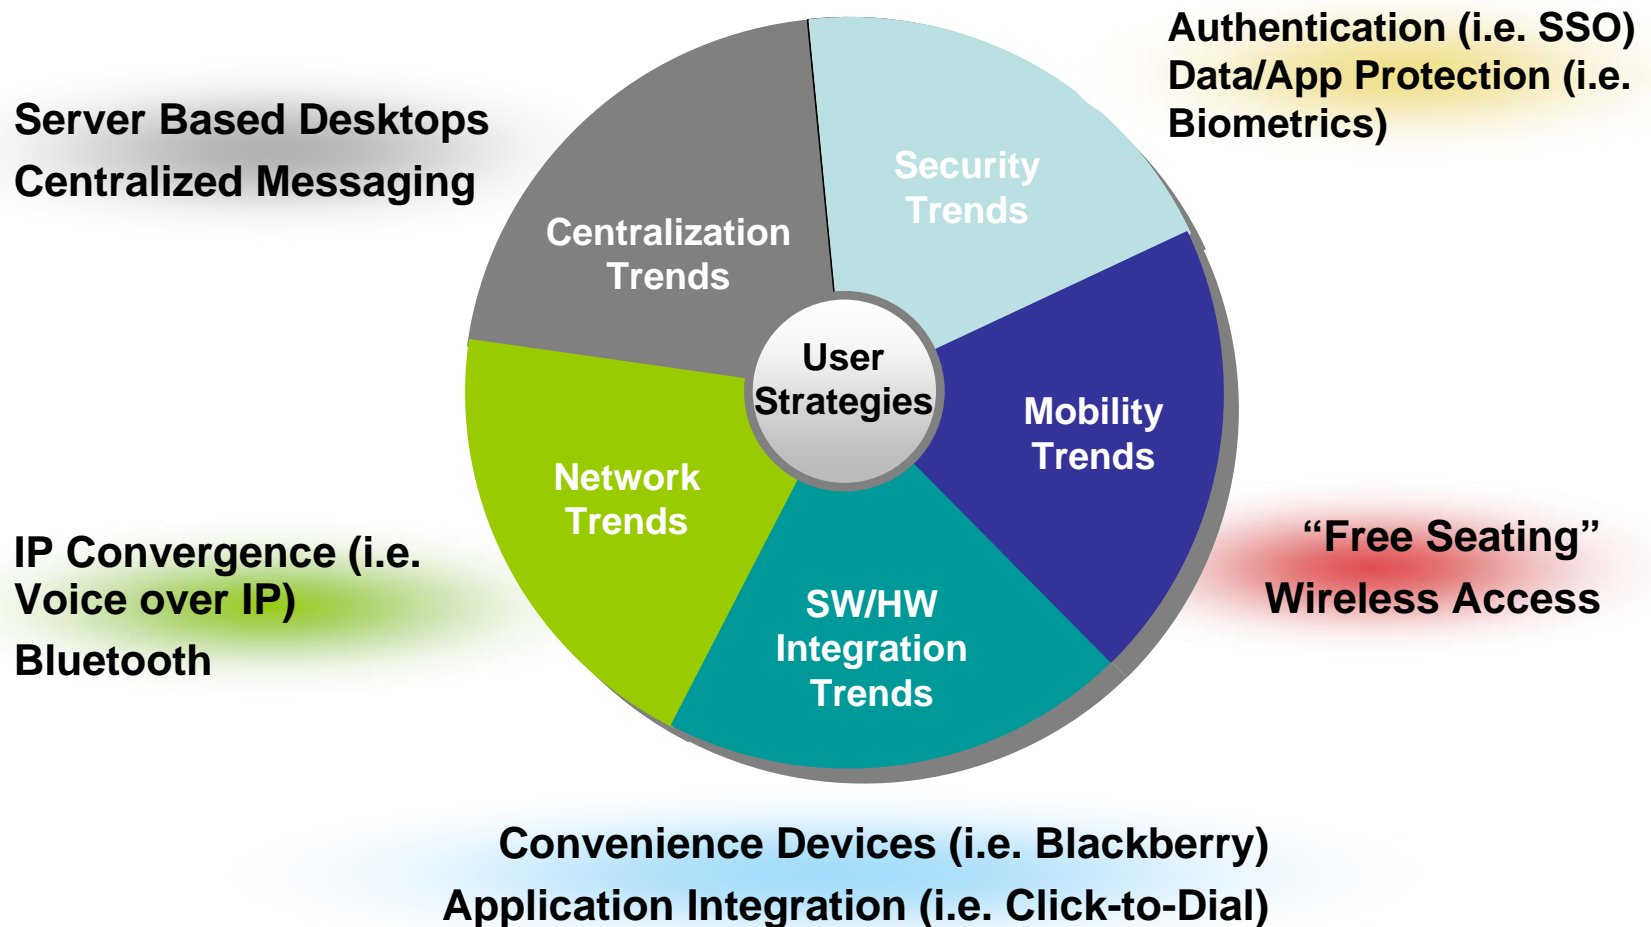 Authentication (i.e. SSO)
Data/App Protection (i.e.
Biometrics)
Server Based Desktops
Centralized Messaging
Security
Trends
Centralization
Trends
User
Strategies
Mobility
Trends
Network
Trends
IP Convergence (i.e.
Voice over IP)
Bluetooth
“Free Seating”
Wireless Access
SW/HW
Integration
Trends
Convenience Devices (i.e. Blackberry)
Application Integration (i.e. Click-to-Dial)